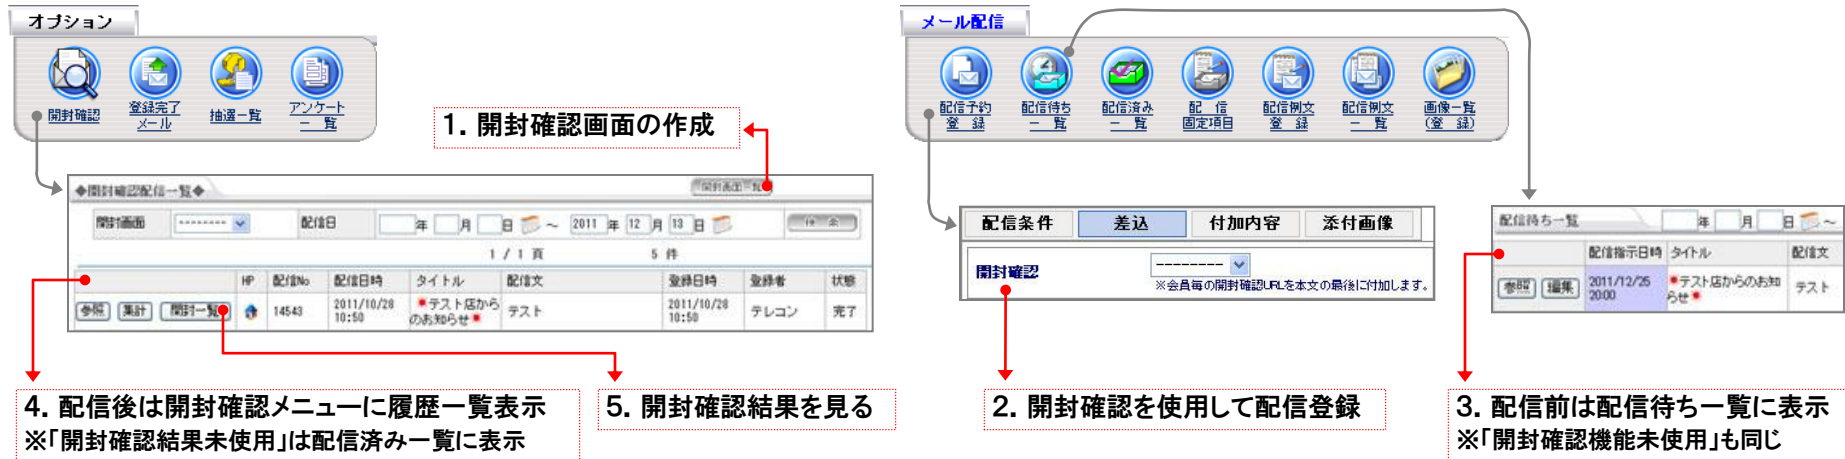 オプション
開封確認
登録完了
メール
抽選一覧
アンケート
一覧
1. 開封確認画面の作成
◆開封確認配信一覧◆
開封画面一覧
開封画面
--------
配信日
年 月 日 ～ 2011 年 12 月 13 日
検索
1 / 1 頁
5 件
HP 配信No 配信日時 タイトル 配信文 登録日時 登録者 状態
参照 集計 開封一覧 14543 2011/10/28 10:50 テスト店からのお知らせ テスト 2011/10/28 10:50 テレコン 完了
4. 配信後は開封確認メニューに履歴一覧表示
※「開封確認結果未使用」は配信済み一覧に表示
5. 開封確認結果を見る
メール配信
配信予約
登 録
配信待ち
一 覧
配信済み
一 覧
配 信
固定項目
配信例文
登 録
配信例文
一 覧
画像一覧
(登 録)
配信条件 差込 付加内容 添付画像
開封確認
--------
※会員毎の開封確認URLを本文の最後に付加します。
2. 開封確認を使用して配信登録
配信待ち一覧
年 月 日 ～
配信指示日時 タイトル 配信文
参照 編集 2011/12/25 20:00 テスト店からのお知らせ テスト
3. 配信前は配信待ち一覧に表示
※「開封確認機能未使用」も同じ